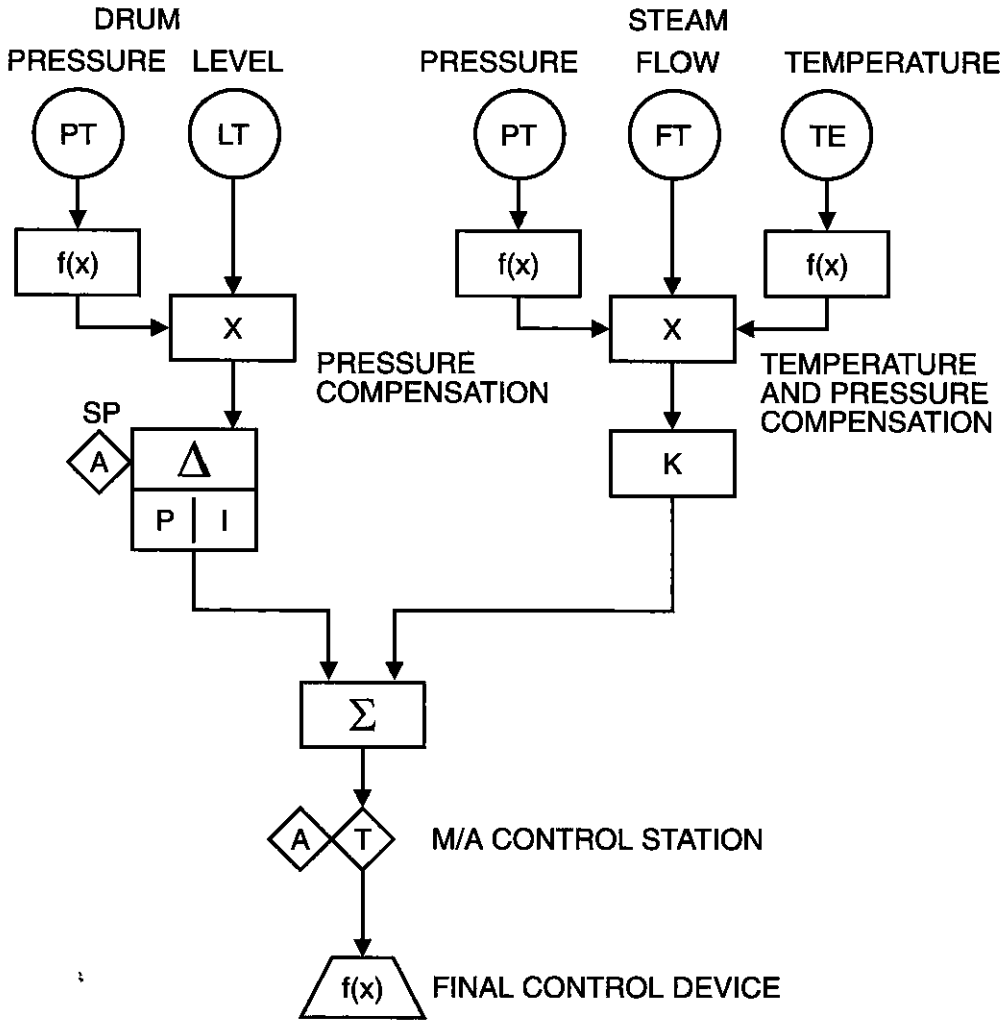 DRUM
PRESSURE LEVEL
STEAM
PRESSURE FLOW TEMPERATURE
PT LT PT FT TE
f(x) f(x) f(x)
X X
PRESSURE
COMPENSATION
TEMPERATURE
AND PRESSURE
COMPENSATION
SP
A Δ K
P I
Σ
A T M/A CONTROL STATION
f(x) FINAL CONTROL DEVICE